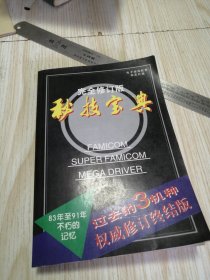 完全修订版
秘技宝典
FAMICOM
SUPER FAMICOM
MEGA DRIVER
83年至91年
不朽的
记忆
过去的3机种
权威修订终结版